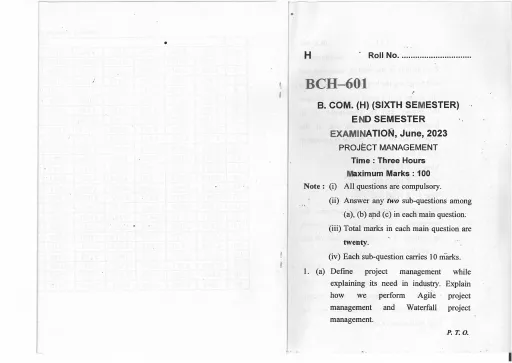 H Roll No. ..............................
BCH–601
B. COM. (H) (SIXTH SEMESTER)
END SEMESTER
EXAMINATION, June, 2023
PROJECT MANAGEMENT
Time : Three Hours
Maximum Marks : 100
Note : (i) All questions are compulsory.
(ii) Answer any two sub-questions among
(a), (b) and (c) in each main question.
(iii) Total marks in each main question are
twenty.
(iv) Each sub-question carries 10 marks.
1. (a) Define project management while
explaining its need in industry. Explain
how we perform Agile project
management and Waterfall project
management.
P. T. O.